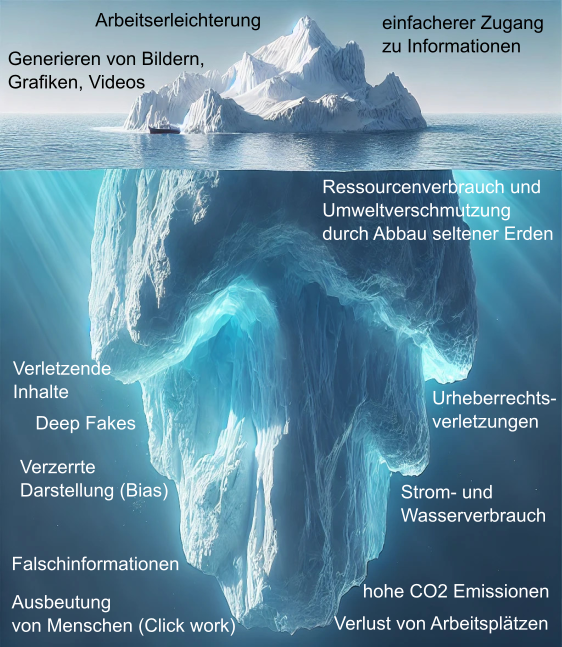 Arbeitserleichterung
einfacherer Zugang
zu Informationen
Generieren von Bildern,
Grafiken, Videos
Ressourcenverbrauch und
Umweltverschmutzung
durch Abbau seltener Erden
Verletzende
Inhalte
Urheberrechts-
verletzungen
Deep Fakes
Verzerrte
Darstellung (Bias)
Strom- und
Wasserverbrauch
Falschinformationen
hohe CO2 Emissionen
Ausbeutung
von Menschen (Click work)
Verlust von Arbeitsplätzen